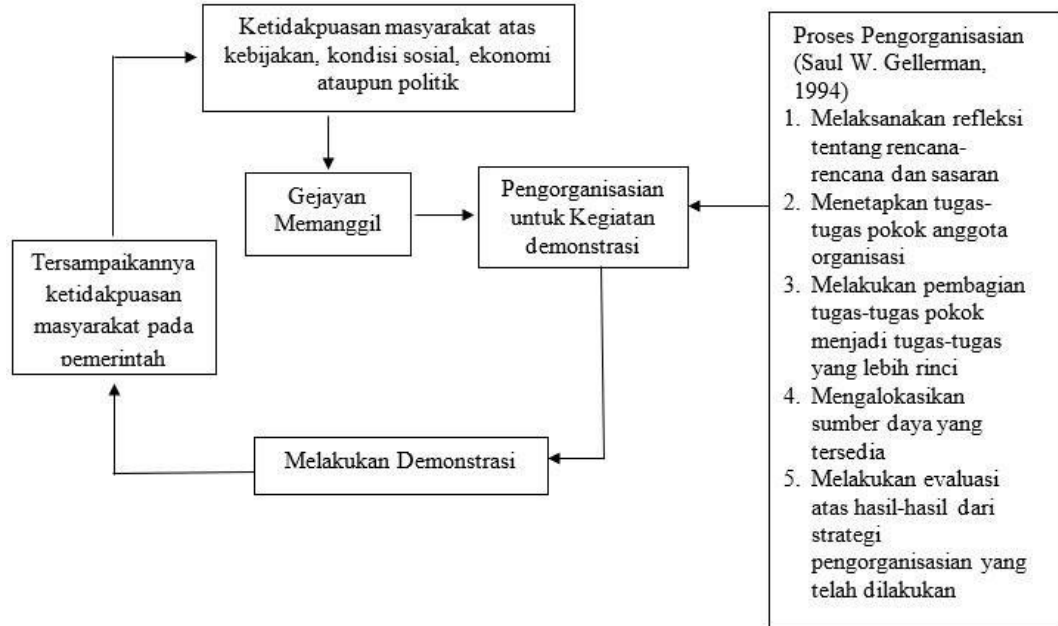 Ketidakpuasan masyarakat atas
kebijakan, kondisi sosial, ekonomi
ataupun politik
Gejayan
Memanggil
Pengorganisasian
untuk Kegiatan
demonstrasi
Tersampaikannya
ketidakpuasan
masyarakat pada
pemerintah
Melakukan Demonstrasi
Proses Pengorganisasian
(Saul W. Gellerman,
1994)
1. Melaksanakan refleksi
tentang rencana-
rencana dan sasaran
2. Menetapkan tugas-
tugas pokok anggota
organisasi
3. Melakukan pembagian
tugas-tugas pokok
menjadi tugas-tugas
yang lebih rinci
4. Mengalokasikan
sumber daya yang
tersedia
5. Melakukan evaluasi
atas hasil-hasil dari
strategi
pengorganisasian yang
telah dilakukan